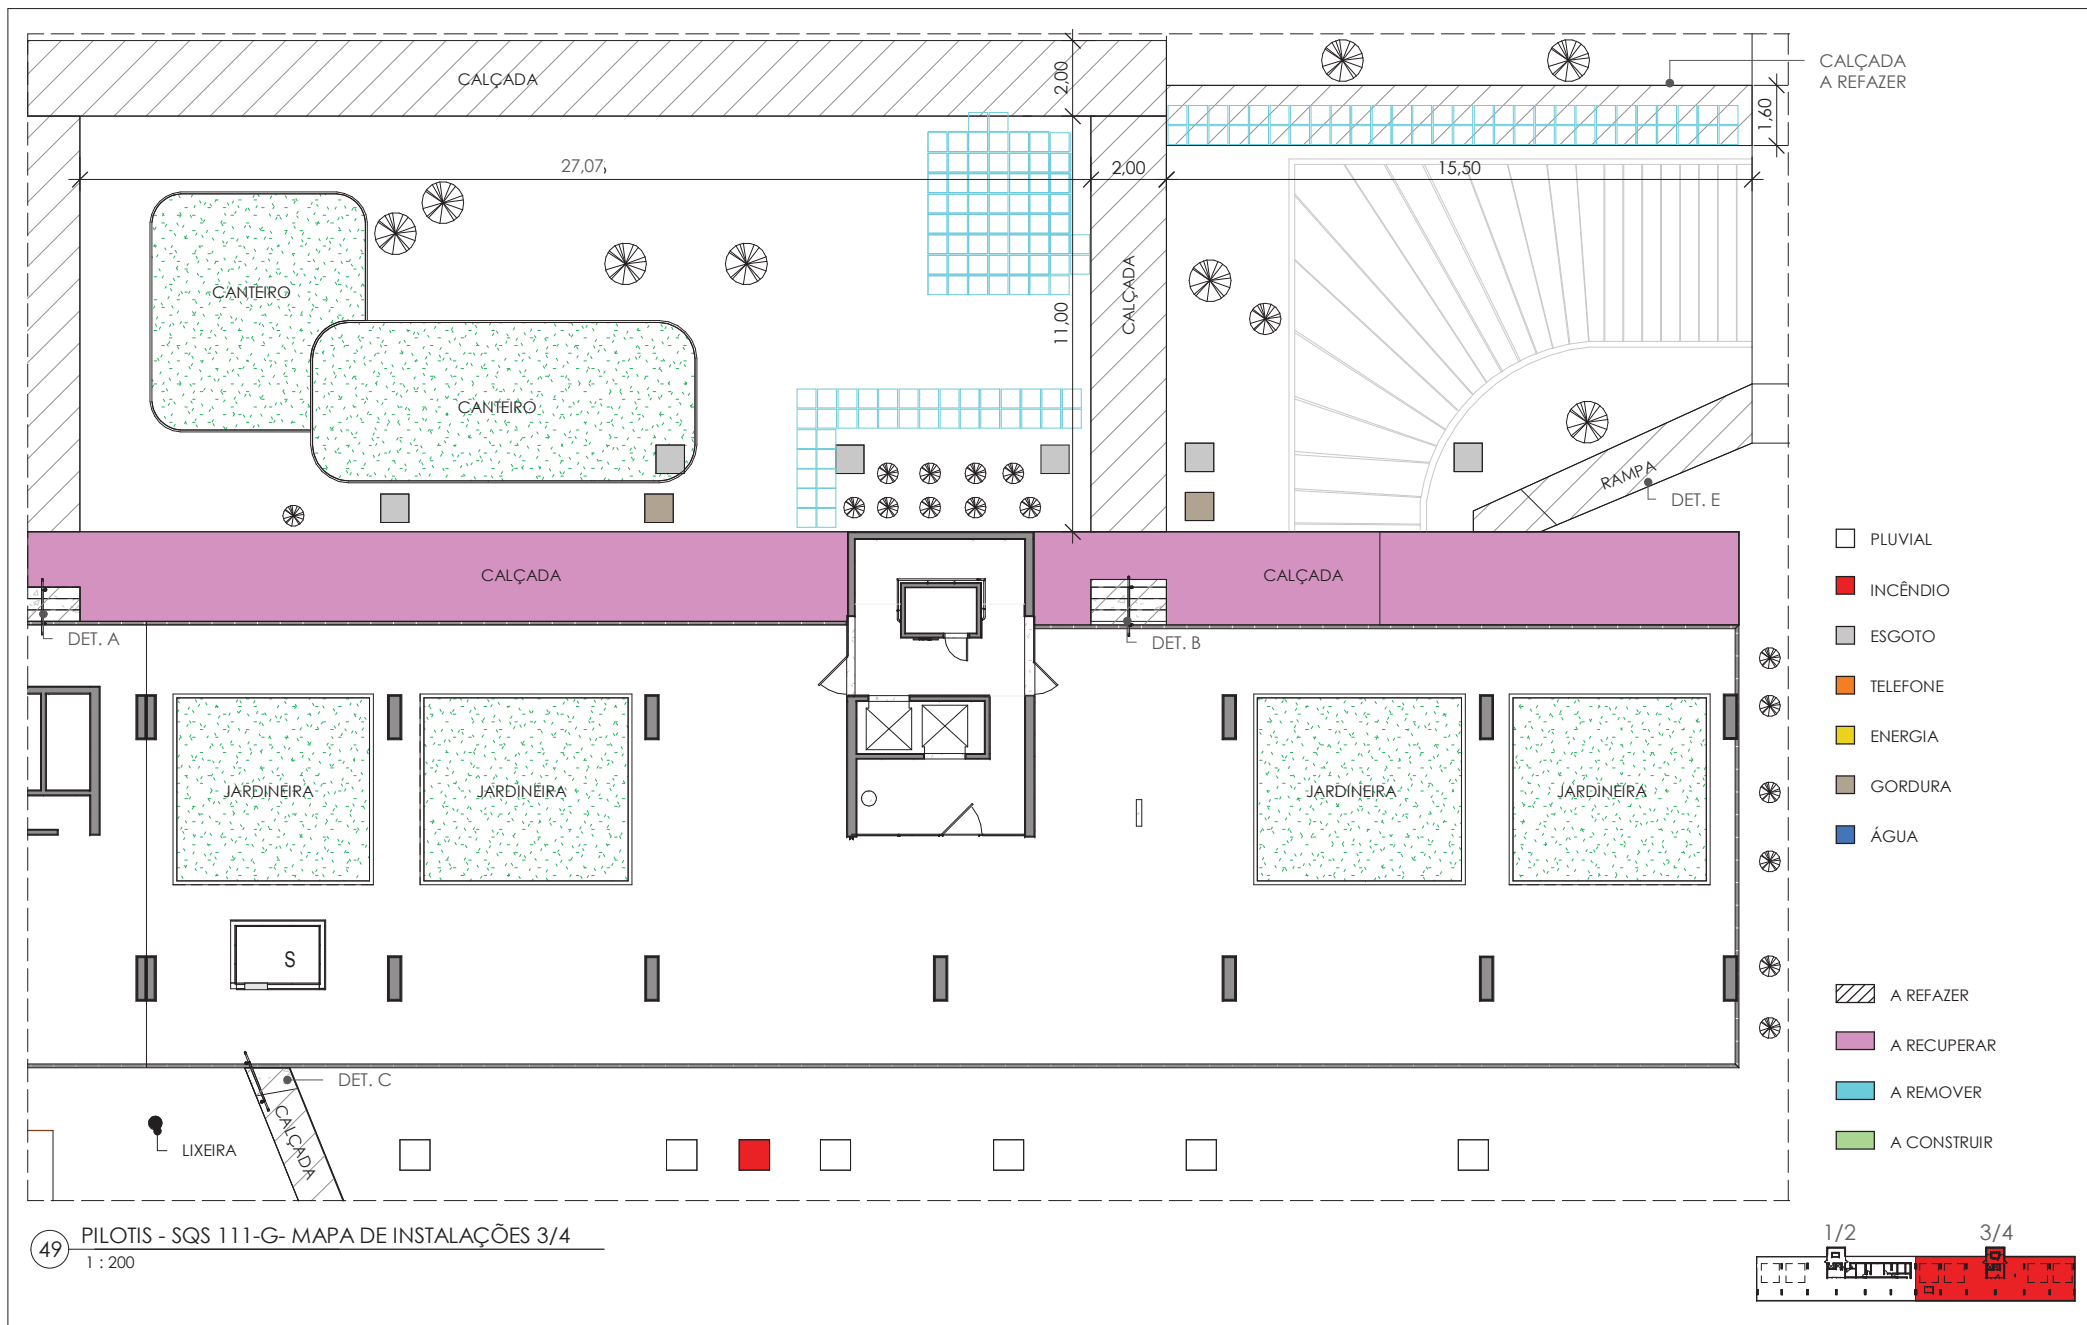 CALÇADA
2,00
CALÇADA
A REFAZER
1,60
27,07
2,00
15,50
CANTEIRO
CALÇADA
11,00
CANTEIRO
RAMPA
DET. E
PLUVIAL
CALÇADA
CALÇADA
INCÊNDIO
DET. A
DET. B
ESGOTO
TELEFONE
ENERGIA
JARDINEIRA
JARDINEIRA
JARDINEIRA
JARDINEIRA
GORDURA
ÁGUA
S
A REFAZER
A RECUPERAR
DET. C
A REMOVER
CALÇADA
LIXEIRA
A CONSTRUIR
49
PILOTIS - SQS 111-G- MAPA DE INSTALAÇÕES 3/4
1 : 200
1/2
3/4